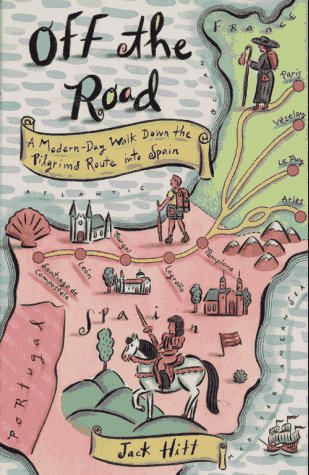 Off the
Road
A Modern-Day Walk Down the
Pilgrim's Route into Spain
FRANCE
OCEAN
ATLANTIC
Paris
Vézelay
Le Puy
Arles
Santiago de
Compostela
León
Burgos
Logroño
Pamplona
Spain
Portugal
MEDITERRANEAN SEA
Jack Hitt